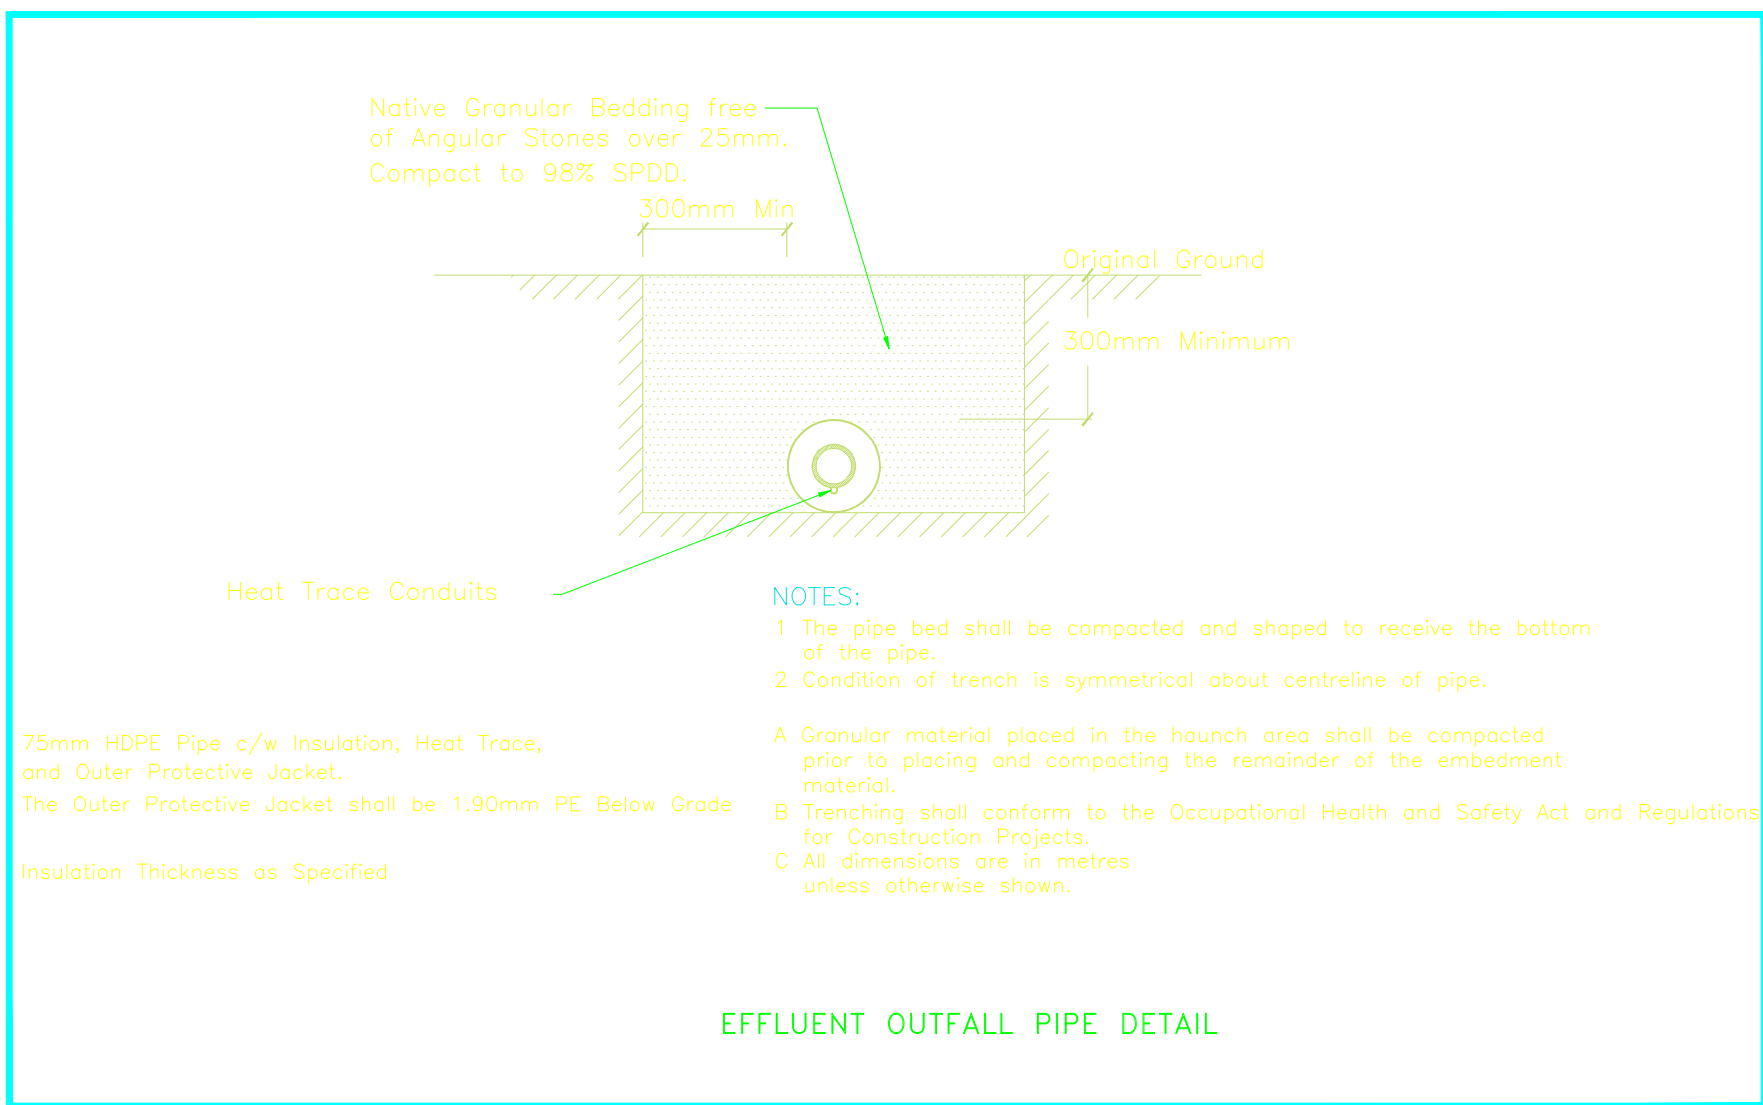 Native Granular Bedding free
of Angular Stones over 25mm.
Compact to 98% SPDD.
300mm Min
Original Ground
300mm Minimum
Heat Trace Conduits
NOTES:
1 The pipe bed shall be compacted and shaped to receive the bottom
of the pipe.
2 Condition of trench is symmetrical about centreline of pipe.
A Granular material placed in the haunch area shall be compacted
prior to placing and compacting the remainder of the embedment
material.
B Trenching shall conform to the Occupational Health and Safety Act and Regulations
for Construction Projects.
C All dimensions are in metres
unless otherwise shown.
75mm HDPE Pipe c/w Insulation, Heat Trace,
and Outer Protective Jacket.
The Outer Protective Jacket shall be 1.90mm PE Below Grade
Insulation Thickness as Specified
EFFLUENT OUTFALL PIPE DETAIL